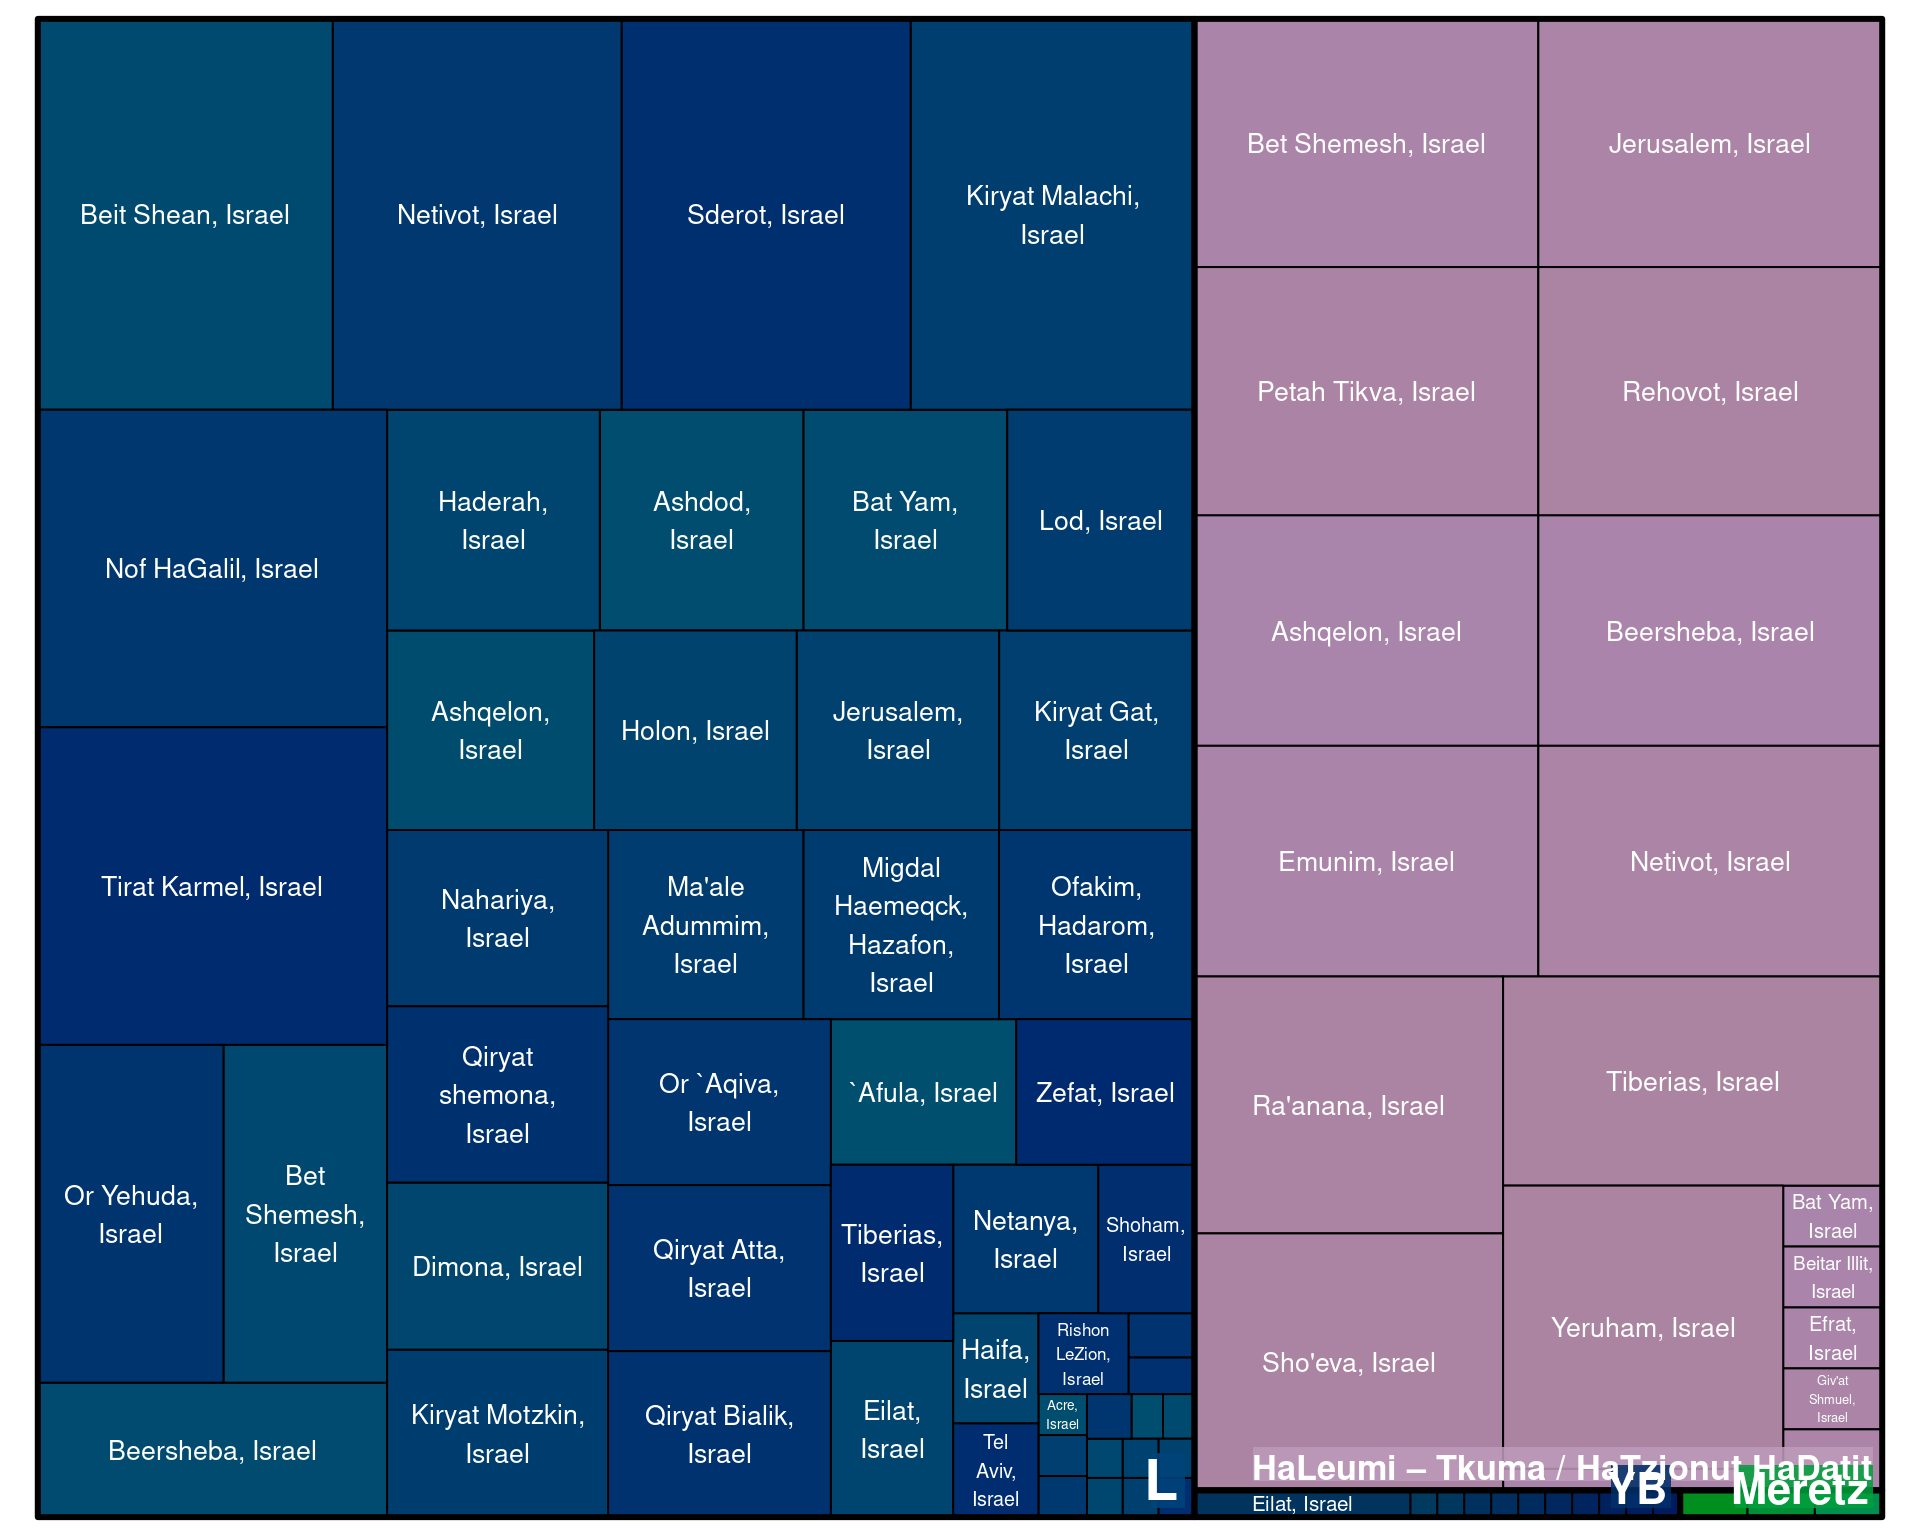 Beit Shean, Israel
Netivot, Israel
Sderot, Israel
Kiryat Malachi,
Israel
Nof HaGalil, Israel
Haderah,
Israel
Ashdod,
Israel
Bat Yam,
Israel
Lod, Israel
Ashqelon,
Israel
Holon, Israel
Jerusalem,
Israel
Kiryat Gat,
Israel
Tirat Karmel, Israel
Nahariya,
Israel
Ma'ale
Adummim,
Israel
Migdal
Haemeqck,
Hazafon,
Israel
Ofakim,
Hadarom,
Israel
Qiryat
shemona,
Israel
Or `Aqiva,
Israel
`Afula, Israel
Zefat, Israel
Or Yehuda,
Israel
Bet
Shemesh,
Israel
Dimona, Israel
Qiryat Atta,
Israel
Tiberias,
Israel
Netanya,
Israel
Shoham,
Israel
Beersheba, Israel
Kiryat Motzkin,
Israel
Qiryat Bialik,
Israel
Eilat,
Israel
Haifa,
Israel
Rishon
LeZion,
Israel
Acre,
Israel
Tel
Aviv,
Israel
L
Bet Shemesh, Israel
Jerusalem, Israel
Petah Tikva, Israel
Rehovot, Israel
Ashqelon, Israel
Beersheba, Israel
Emunim, Israel
Netivot, Israel
Ra'anana, Israel
Tiberias, Israel
Sho'eva, Israel
Yeruham, Israel
Bat Yam,
Israel
Beitar Illit,
Israel
Efrat,
Israel
Giv'at
Shmuel,
Israel
HaLeumi – Tkuma / HaTzionut HaDatit
Eilat, Israel
YB
Meretz